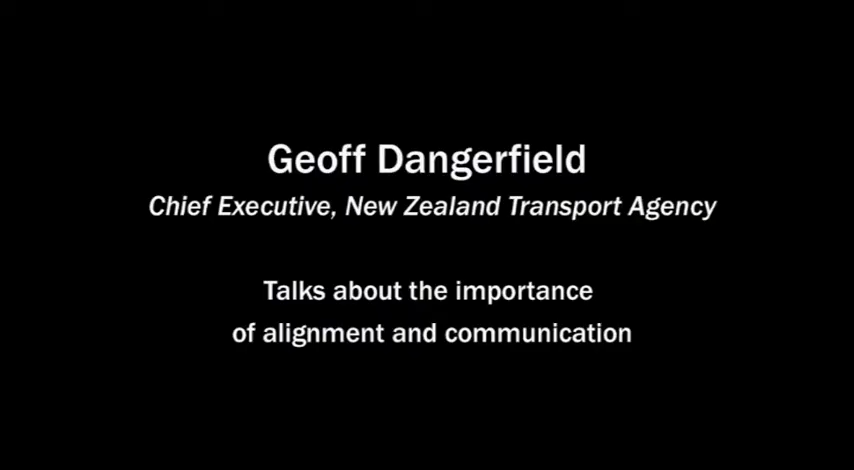 Geoff Dangerfield
Chief Executive, New Zealand Transport Agency
Talks about the importance
of alignment and communication